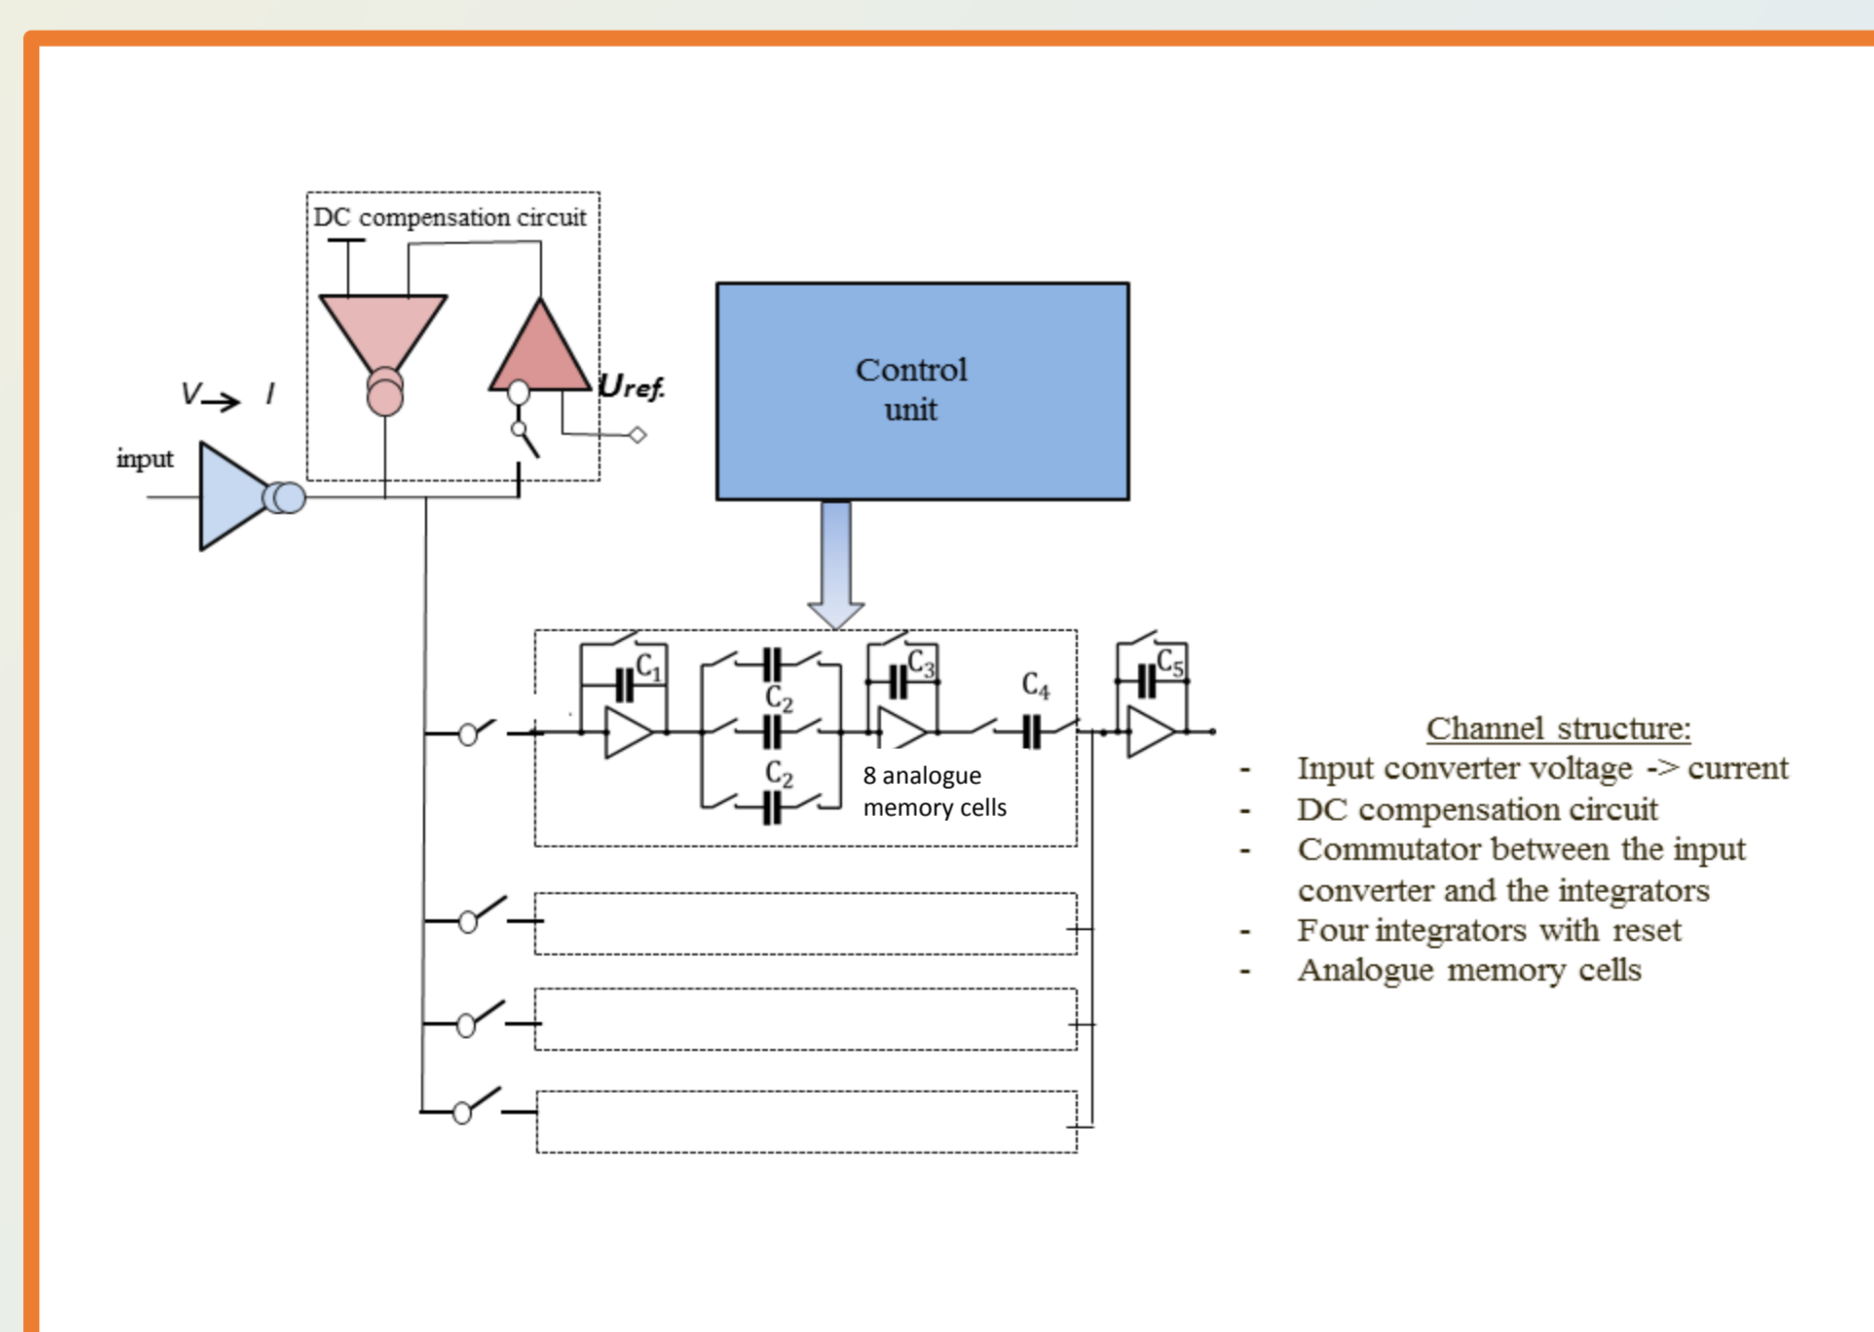 DC compensation circuit
V→ I
Uref.
input
Control
unit
C₁
C₂
C₂
C₃
C₄
C₅
8 analogue
memory cells
Channel structure:
- Input converter voltage -> current
- DC compensation circuit
- Commutator between the input
converter and the integrators
- Four integrators with reset
- Analogue memory cells